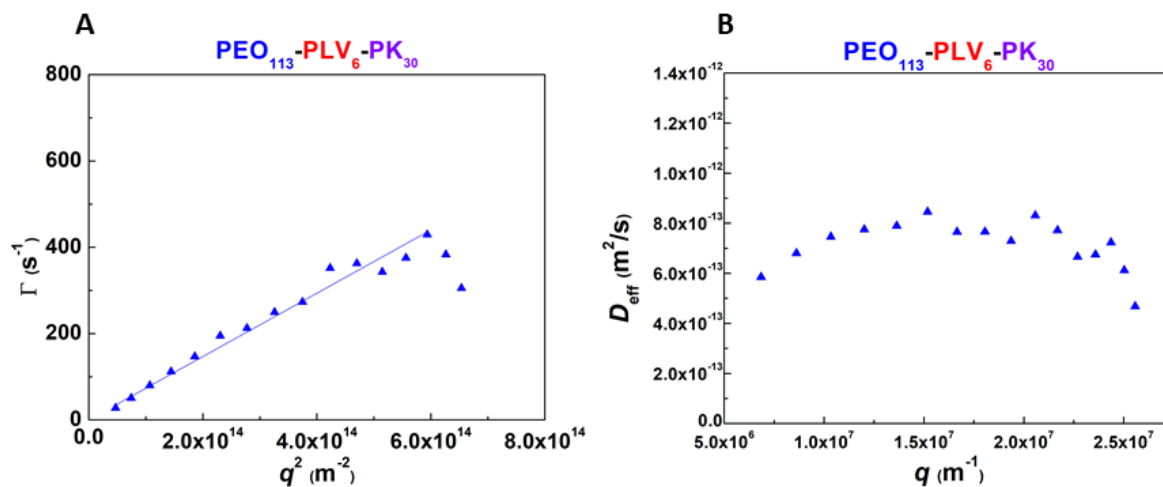 A
PEO₁₁₃-PLV₆-PK₃₀
800
600
400
200
0
Γ (s⁻¹)
0.0 2.0x10¹⁴ 4.0x10¹⁴ 6.0x10¹⁴ 8.0x10¹⁴
q² (m⁻²)
B
PEO₁₁₃-PLV₆-PK₃₀
1.4x10⁻¹²
1.2x10⁻¹²
1.0x10⁻¹²
8.0x10⁻¹³
6.0x10⁻¹³
4.0x10⁻¹³
2.0x10⁻¹³
0.0
D_eff (m²/s)
5.0x10⁶ 1.0x10⁷ 1.5x10⁷ 2.0x10⁷ 2.5x10⁷
q (m⁻¹)